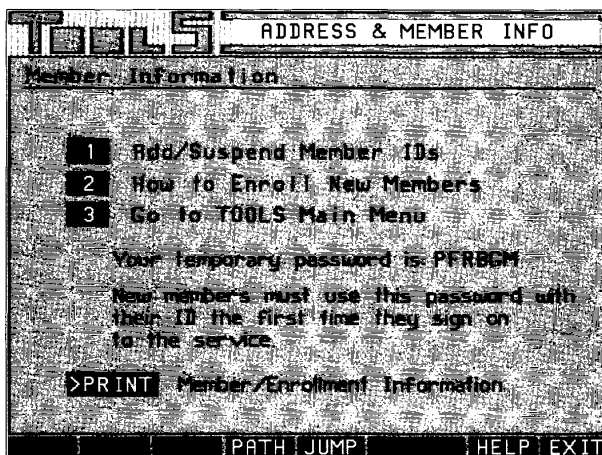 TOOLS
ADDRESS & MEMBER INFO
Member Information
1 Add/Suspend Member IDs
2 How to Enroll New Members
3 Go to TOOLS Main Menu
Your temporary password is: PFRBGM
New members must use this password with
their ID the first time they sign on
to the service.
>PRINT Member/Enrollment Information.
PATH JUMP HELP EXIT